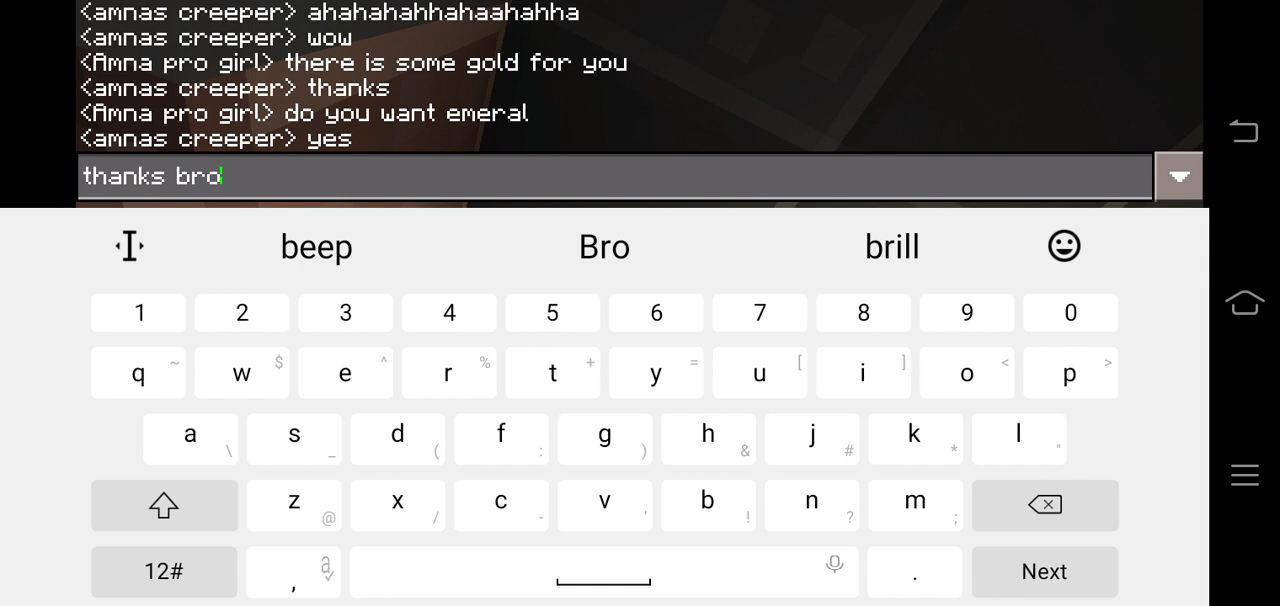 <amnas creeper> ahahahahhahaahahha
<amnas creeper> wow
<Amna pro girl> there is some gold for you
<amnas creeper> thanks
<Amna pro girl> do you want emeral
<amnas creeper> yes
thanks bro
beep Bro brill
1 2 3 4 5 6 7 8 9 0
q ~ w $ e ^ r % t + y = u [ i ] o < p >
a \ s _ d ( f : g ) h & j # k * l "
z @ x / c - v ' b ! n ? m ;
12# , a . Next